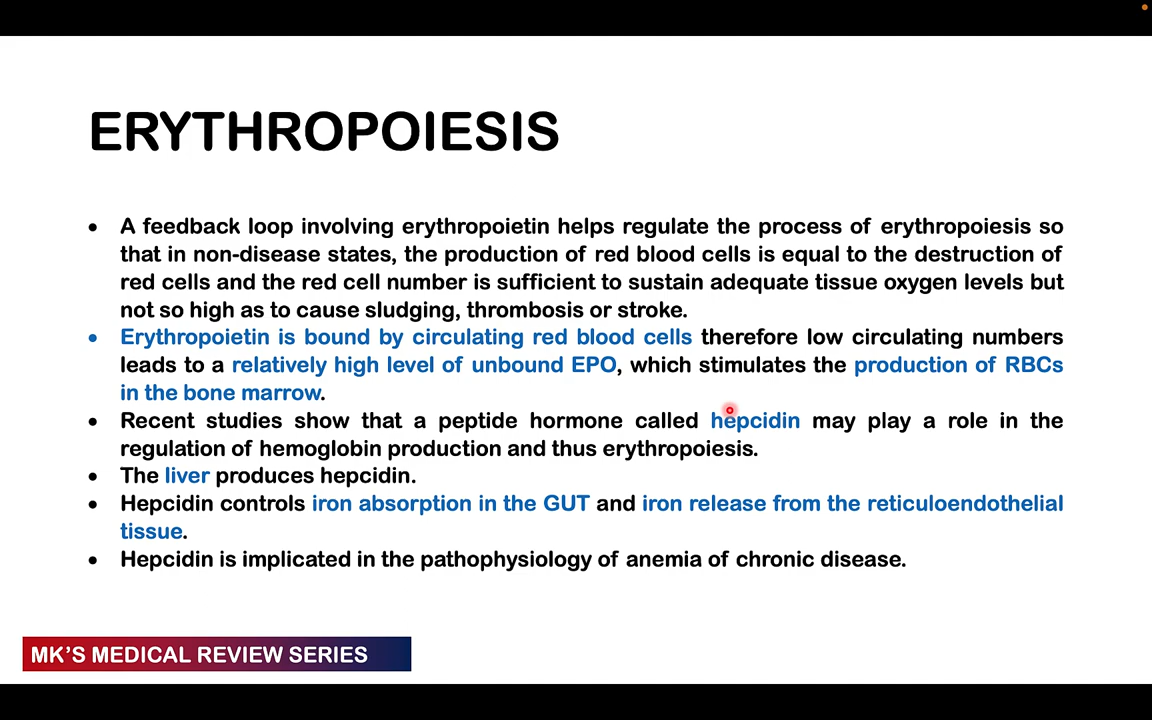 ERYTHROPOIESIS
• A feedback loop involving erythropoietin helps regulate the process of erythropoiesis so
that in non-disease states, the production of red blood cells is equal to the destruction of
red cells and the red cell number is sufficient to sustain adequate tissue oxygen levels but
not so high as to cause sludging, thrombosis or stroke.
• Erythropoietin is bound by circulating red blood cells therefore low circulating numbers
leads to a relatively high level of unbound EPO, which stimulates the production of RBCs
in the bone marrow.
• Recent studies show that a peptide hormone called hepcidin may play a role in the
regulation of hemoglobin production and thus erythropoiesis.
• The liver produces hepcidin.
• Hepcidin controls iron absorption in the GUT and iron release from the reticuloendothelial
tissue.
• Hepcidin is implicated in the pathophysiology of anemia of chronic disease.
MK'S MEDICAL REVIEW SERIES